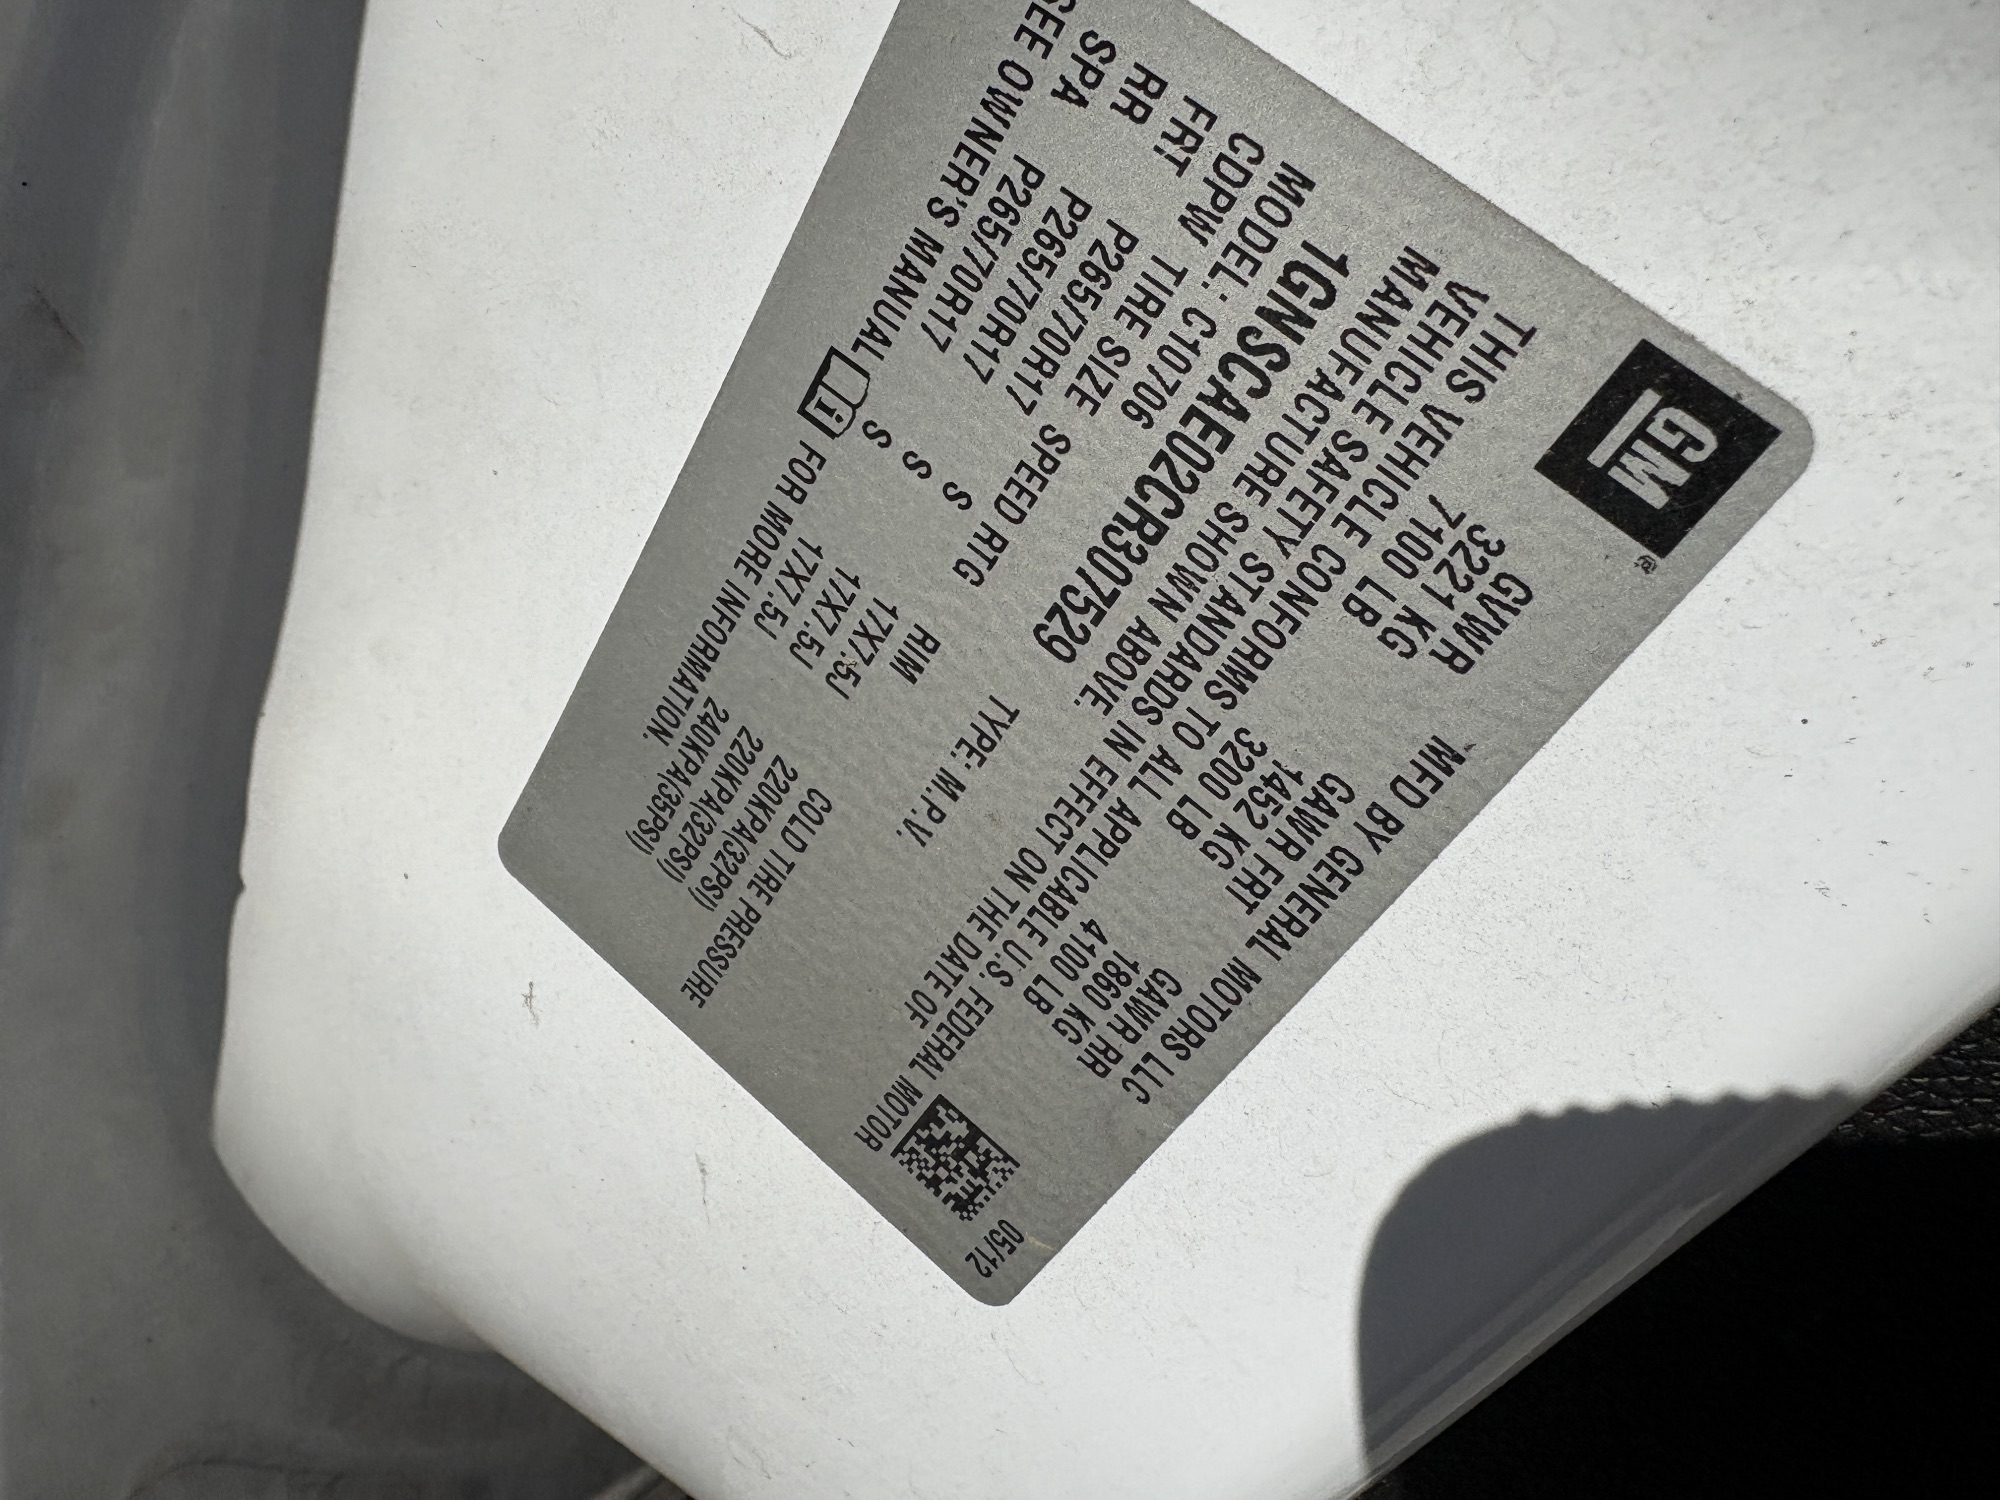 GM®
MFD BY GENERAL MOTORS LLC 05/12
GVWR GAWR FRT GAWR RR
3221 KG 1452 KG 1860 KG
7100 LB 3200 LB 4100 LB
THIS VEHICLE CONFORMS TO ALL APPLICABLE U.S. FEDERAL MOTOR
VEHICLE SAFETY STANDARDS IN EFFECT ON THE DATE OF
MANUFACTURE SHOWN ABOVE.
1GNSCAE02CR307529 TYPE: M.P.V.
MODEL: C10706
CDPW TIRE SIZE SPEED RTG RIM COLD TIRE PRESSURE
FRT P265/70R17 S 17X7.5J 220KPA(32PSI)
RR P265/70R17 S 17X7.5J 220KPA(32PSI)
SPA P265/70R17 S 17X7.5J 240KPA(35PSI)
SEE OWNER'S MANUAL i FOR MORE INFORMATION.